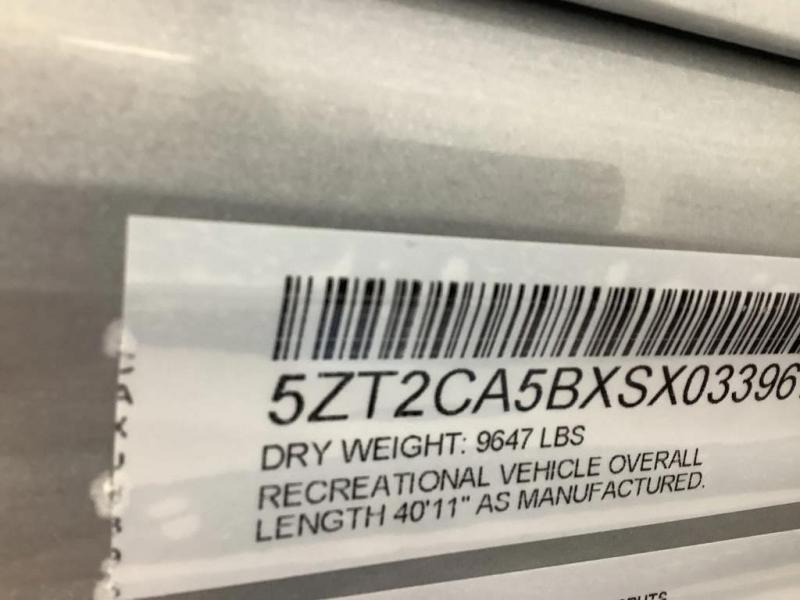 5ZT2CA5BXSX03396
DRY WEIGHT: 9647 LBS
RECREATIONAL VEHICLE OVERALL
LENGTH 40'11" AS MANUFACTURED.